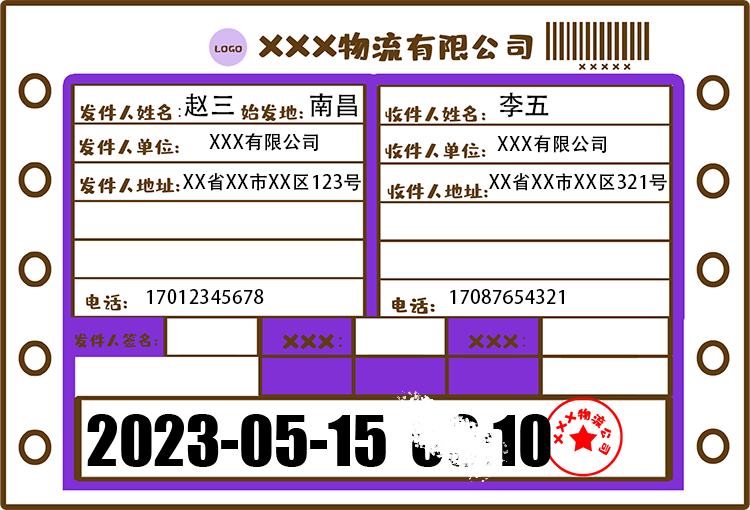 LOGO XXX物流有限公司
XXXXX
发件人姓名:赵三 始发地:南昌
收件人姓名: 李五
发件人单位: XXX有限公司
收件人单位: XXX有限公司
发件人地址:XX省XX市XX区123号
收件人地址:XX省XX市XX区321号
电话: 17012345678
电话: 17087654321
发件人签名: XXX: XXX:
2023-05-15 10
XXX物流公司